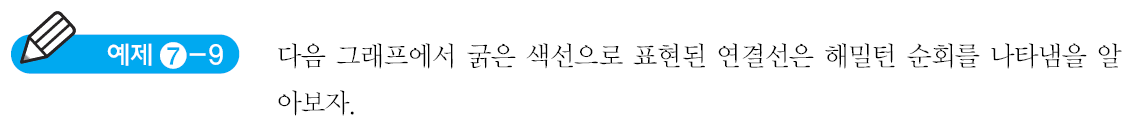 예제 7-9 다음 그래프에서 굵은 색선으로 표현된 연결선은 해밀턴 순회를 나타냄을 알
아보자.